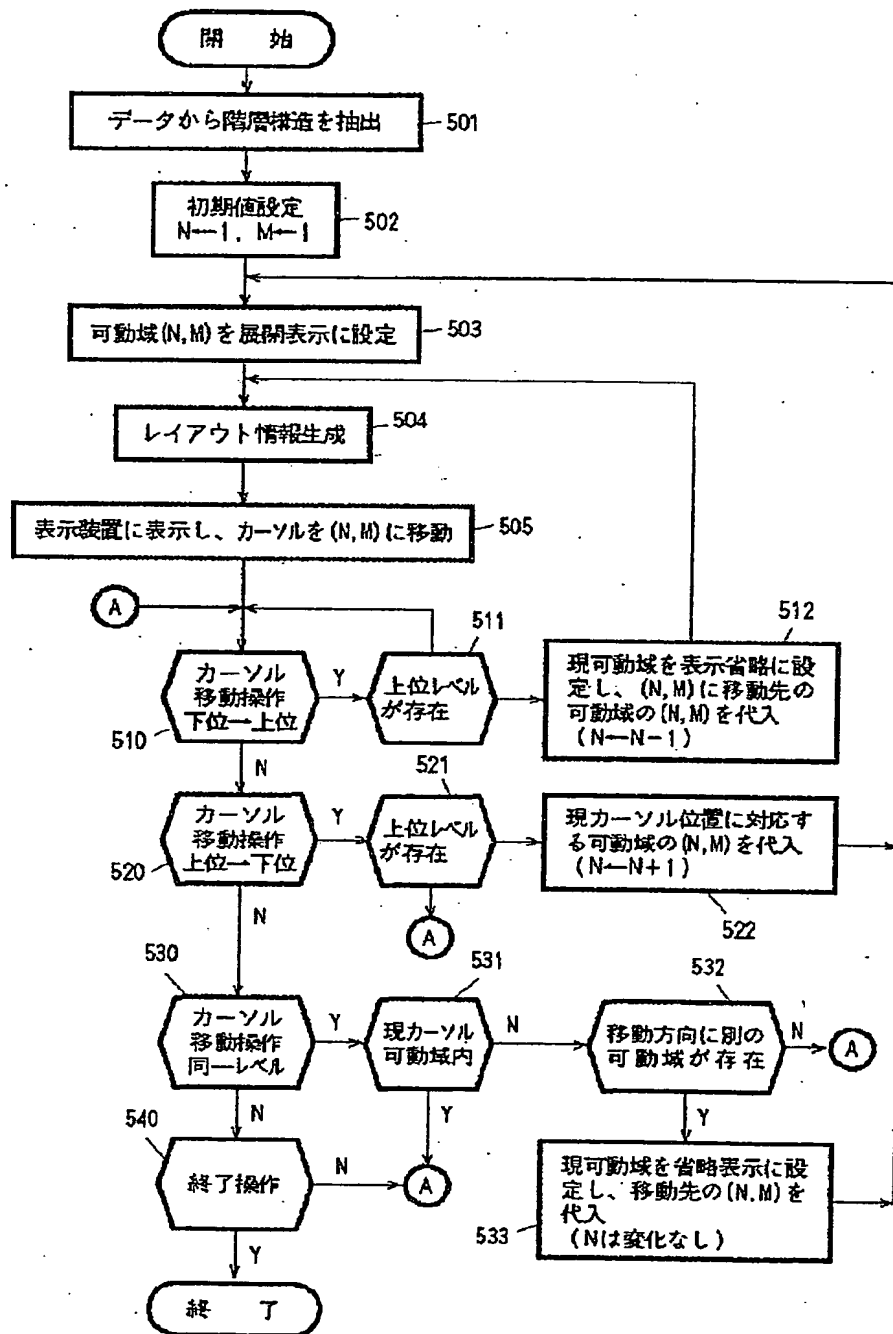 開 始
データから階層構造を抽出
501
初期値設定
N←1, M←1
502
可動域(N,M)を展開表示に設定
503
レイアウト情報生成
504
表示装置に表示し、カーソルを(N,M)に移動
505
A
カーソル
移動操作
下位→上位
510
Y
N
511
上位レベル
が存在
512
現可動域を表示省略に設
定し、(N,M)に移動先の
可動域の(N,M)を代入
(N←N-1)
カーソル
移動操作
上位→下位
520
Y
N
521
上位レベル
が存在
A
現カーソル位置に対応す
る可動域の(N,M)を代入
(N←N+1)
522
530
カーソル
移動操作
同一レベル
Y
N
531
現カーソル
可動域内
N
Y
532
移動方向に別の
可動域が存在
N
A
Y
540
終了操作
N
A
Y
現可動域を省略表示に設
定し、移動先の(N,M)を
代入
(Nは変化なし)
533
終 了